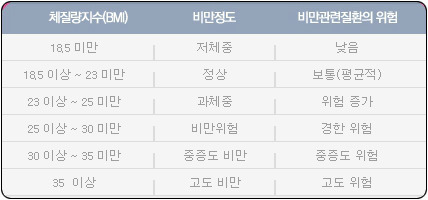 체질량지수(BMI) 비만정도 비만관련질환의 위험
18.5 미만 저체중 낮음
18.5 이상 ~ 23 미만 정상 보통(평균적)
23 이상 ~ 25 미만 과체중 위험 증가
25 이상 ~ 30 미만 비만위험 경한 위험
30 이상 ~ 35 미만 중증도 비만 중증도 위험
35 이상 고도 비만 고도 위험